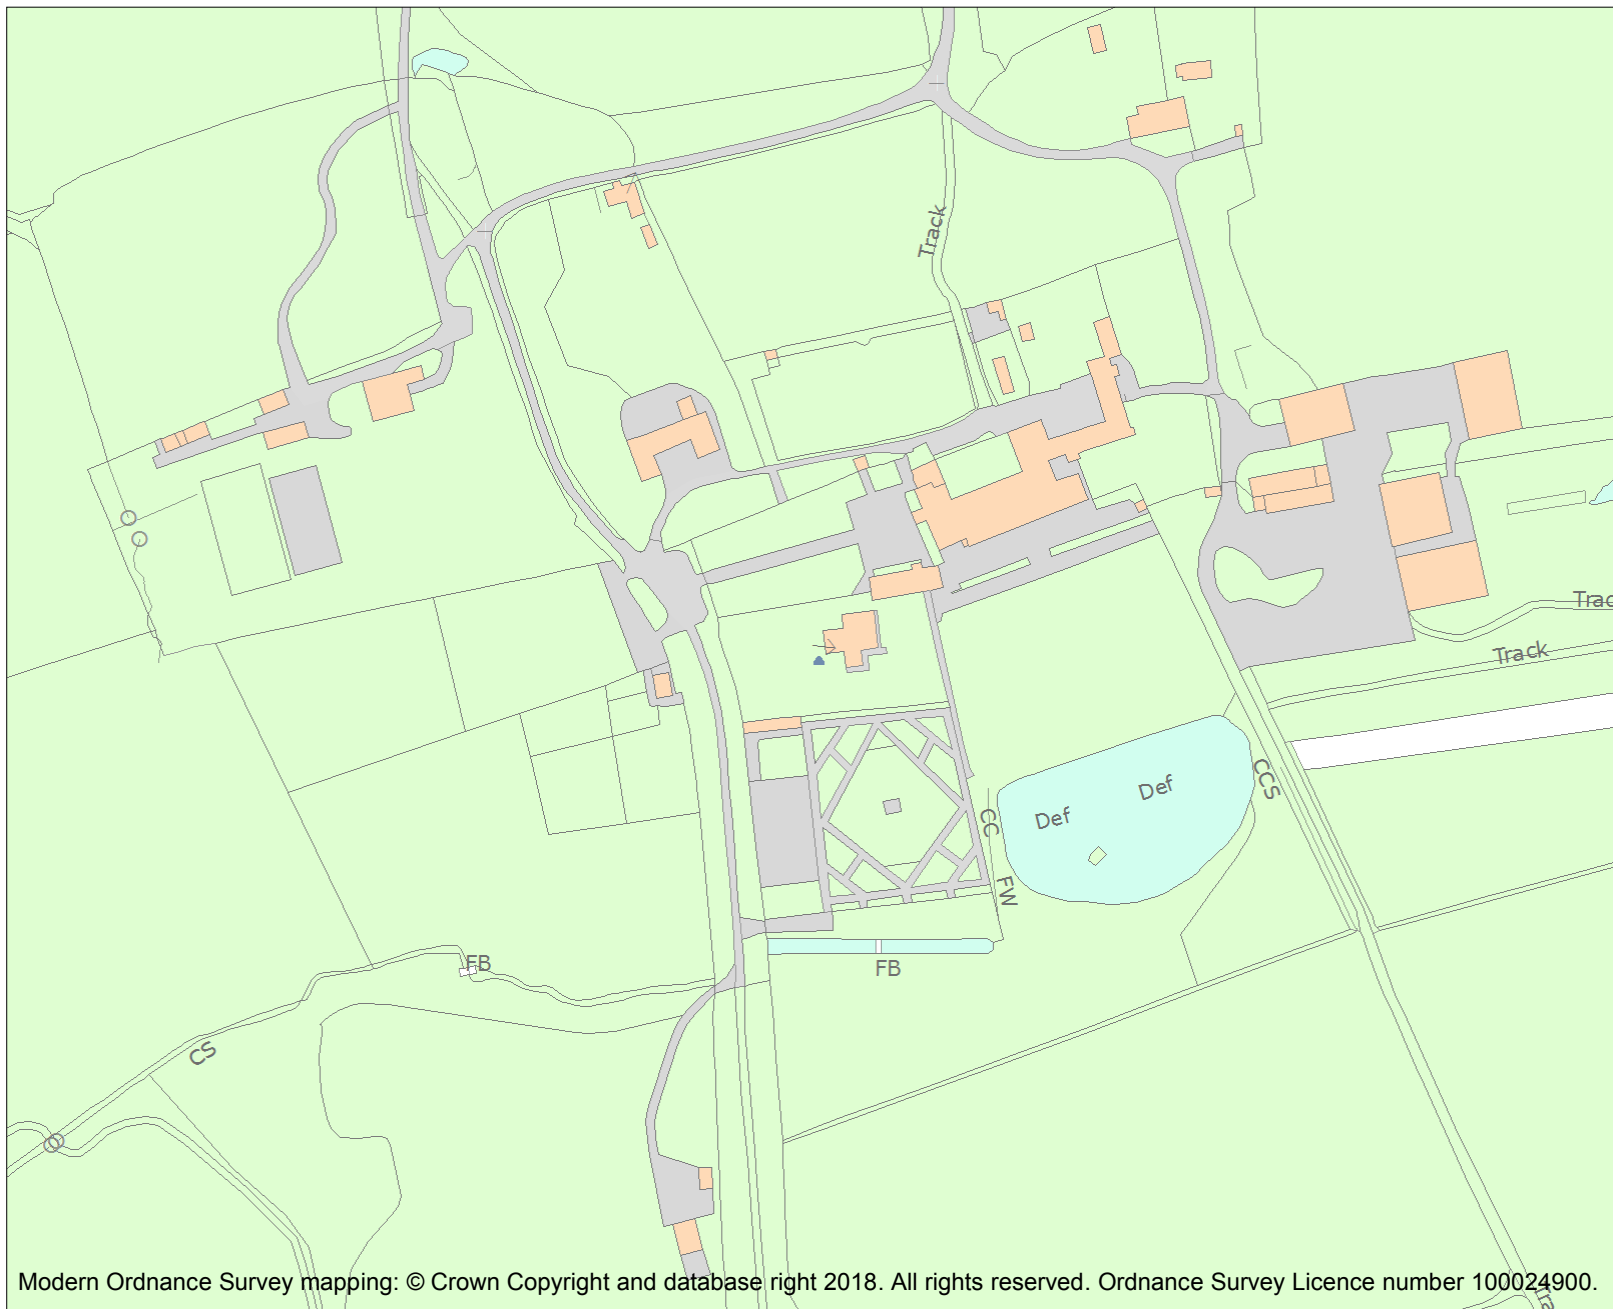 Track
Trac
Track
CCS
Def
Def
CC
FW
FB
FB
CS
Modern Ordnance Survey mapping: © Crown Copyright and database right 2018. All rights reserved. Ordnance Survey Licence number 100024900.
Tra